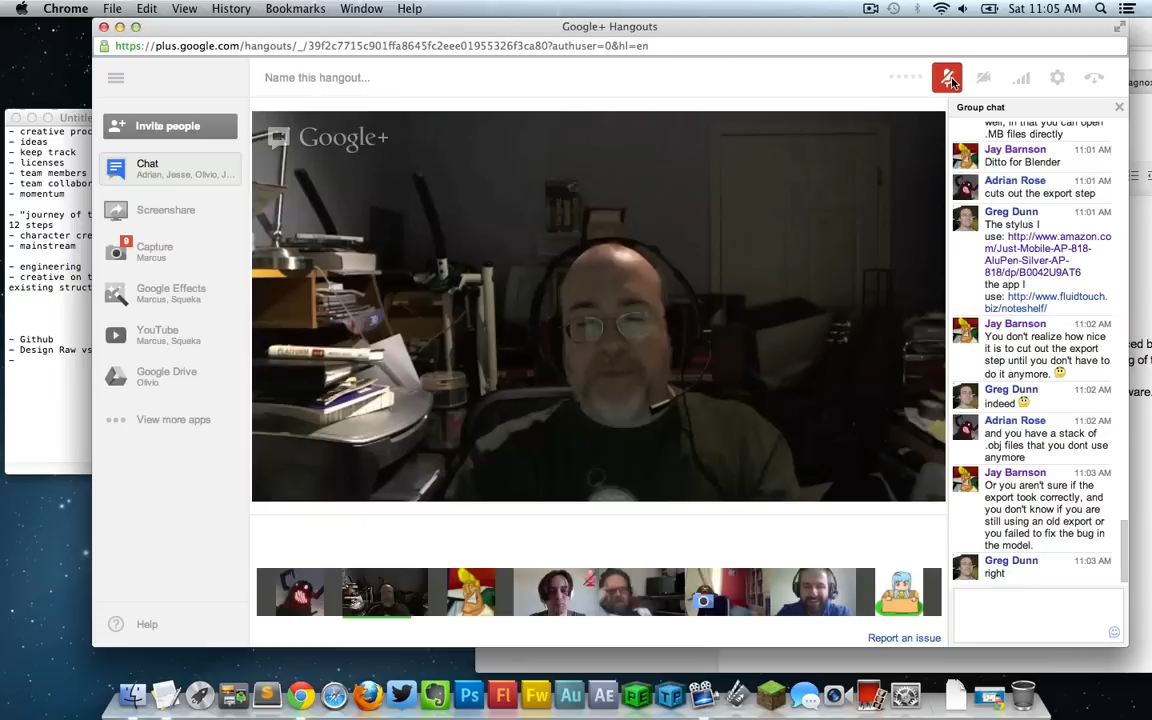 Chrome File Edit View History Bookmarks Window Help
Sat 11:05 AM
Google+ Hangouts
https://plus.google.com/hangouts/_/39f2c7715c901ffa8645fc2eee01955326f3ca80?authuser=0&hl=en
Name this hangout...
Untitle
- creative proc
- ideas
- keep track
- licenses
- team members
- team collabor
- momentum
- "journey of t
12 steps
- character cre
- mainstream
- engineering
- creative on t
existing struct
- Github
- Design Raw vs
-
Invite people
Chat
Adrian, Jesse, Olivio, J...
Screenshare
9
Capture
Marcus
Google Effects
Marcus, Squeka
YouTube
Marcus, Squeka
Google Drive
Olivio
View more apps
Help
Google+
Group chat
well, in that you can open
.MB files directly
Jay Barnson 11:01 AM
Ditto for Blender
Adrian Rose 11:01 AM
cuts out the export step
Greg Dunn 11:01 AM
The stylus I
use: http://www.amazon.co
m/Just-Mobile-AP-818-
AluPen-Silver-AP-
818/dp/B0042U9AT6
the app I
use: http://www.fluidtouch.
biz/noteshelf/
Jay Barnson 11:02 AM
You don't realize how nice
it is to cut out the export
step until you don't have to
do it anymore.
Greg Dunn 11:02 AM
indeed
Adrian Rose 11:02 AM
and you have a stack of
.obj files that you dont use
anymore
Jay Barnson 11:03 AM
Or you aren't sure if the
export took correctly, and
you don't know if you are
still using an old export or
you failed to fix the bug in
the model.
Greg Dunn 11:03 AM
right
Report an issue
agnos
ced b
g of t
ware.
Ps Fl Fw Au Ae